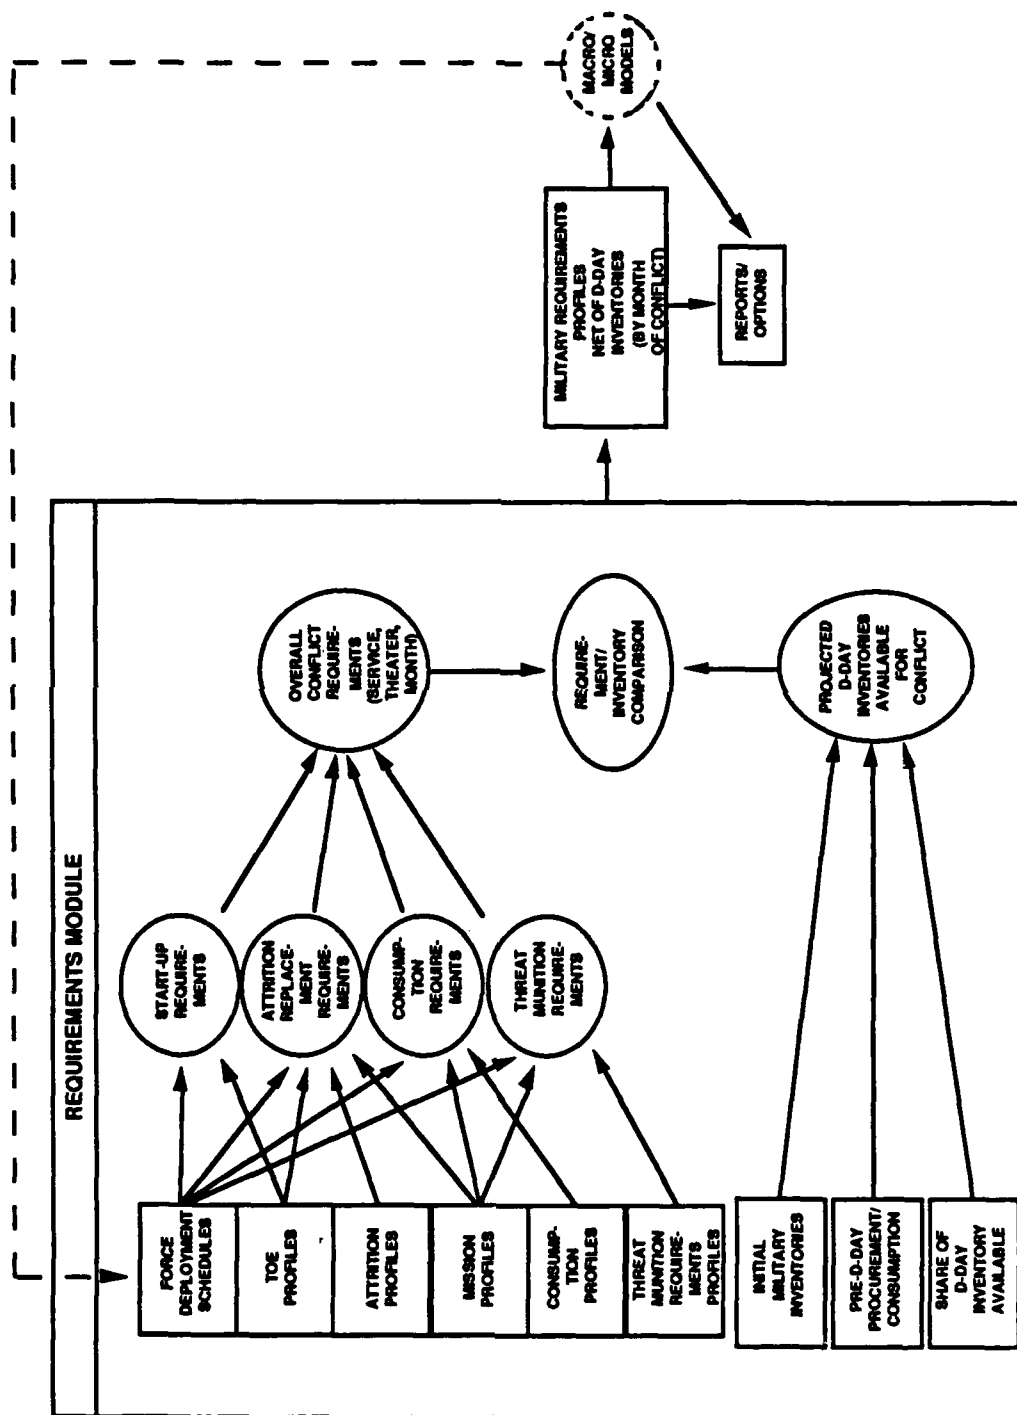 REQUIREMENTS MODULE
FORCE
DEPLOYMENT
SCHEDULES
TOE
PROFILES
ATTRITION
PROFILES
MISSION
PROFILES
CONSUMP-
TION
PROFILES
THREAT
MUNITION
REQUIRE-
MENTS
PROFILES
INITIAL
MILITARY
INVENTORIES
PRE-D-DAY
PROCUREMENT/
CONSUMPTION
SHARE OF
D-DAY
INVENTORY
AVAILABLE
START-UP
REQUIRE-
MENTS
ATTRITION
REPLACE-
MENT
REQUIRE-
MENTS
CONSUMP-
TION
REQUIRE-
MENTS
THREAT
MUNITION
REQUIRE-
MENTS
OVERALL
CONFLICT
REQUIRE-
MENTS
(SERVICE,
THEATER,
MONTH)
REQUIRE-
MENT/
INVENTORY
COMPARISON
PROJECTED
D-DAY
INVENTORIES
AVAILABLE
FOR
CONFLICT
MILITARY REQUIREMENTS
PROFILES
NET OF D-DAY
INVENTORIES
(BY MONTH
OF CONFLICT)
REPORTS/
OPTIONS
MACRO/
MICRO
MODELS